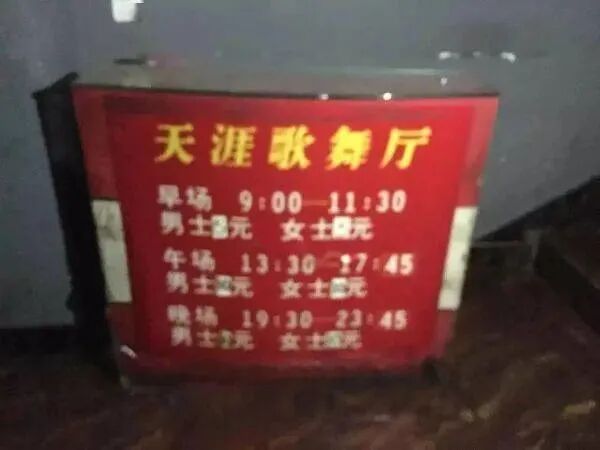 天涯歌舞厅
早场 9:00—11:30
男士 元 女士 元
午场 13:30—17:45
男士 元 女士 元
晚场 19:30—23:45
男士 元 女士 元